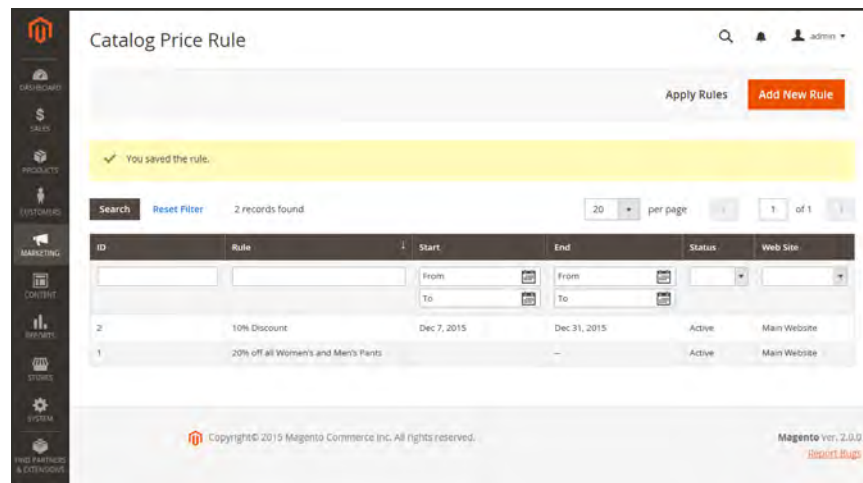 Catalog Price Rule
admin
DASHBOARD
SALES
PRODUCTS
CUSTOMERS
MARKETING
CONTENT
REPORTS
STORES
SYSTEM
FIND PARTNERS
& EXTENSIONS
Apply Rules
Add New Rule
You saved the rule.
Search Reset Filter 2 records found 20 per page 1 of 1
ID Rule Start End Status Web Site
From From
To To
2 10% Discount Dec 7, 2015 Dec 31, 2015 Active Main Website
1 20% off all Women's and Men's Pants -- Active Main Website
Copyright© 2015 Magento Commerce Inc. All rights reserved.
Magento ver. 2.0.0
Report Bugs